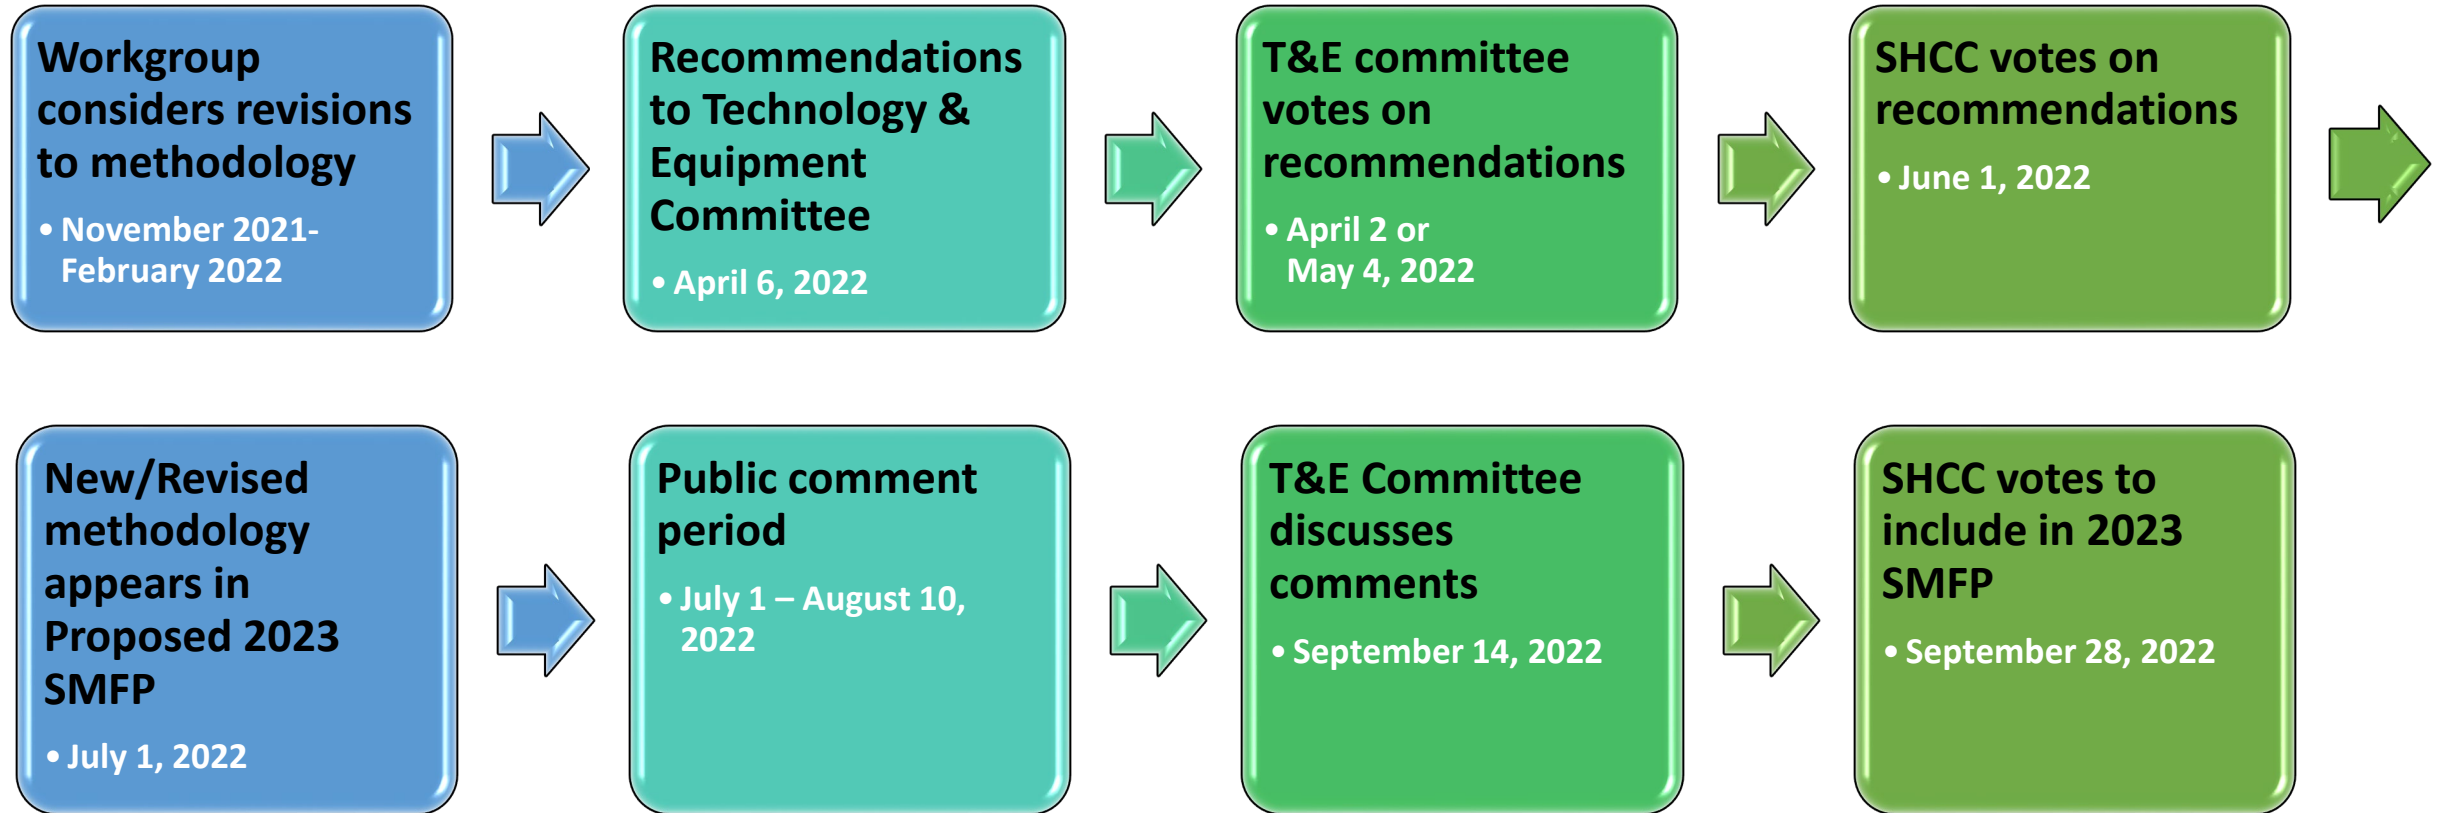 Workgroup
considers revisions
to methodology
• November 2021-
February 2022
Recommendations
to Technology &
Equipment
Committee
• April 6, 2022
T&E committee
votes on
recommendations
• April 2 or
May 4, 2022
SHCC votes on
recommendations
• June 1, 2022
New/Revised
methodology
appears in
Proposed 2023
SMFP
• July 1, 2022
Public comment
period
• July 1 – August 10,
2022
T&E Committee
discusses
comments
• September 14, 2022
SHCC votes to
include in 2023
SMFP
• September 28, 2022